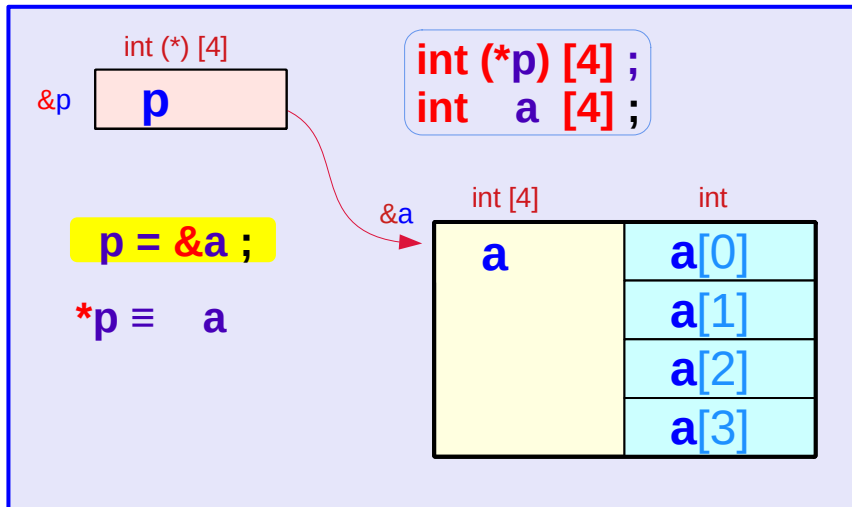 int (*) [4]
&p
p
int (*p) [4] ;
int a [4] ;
p = &a ;
*p ≡ a
&a
int [4]
int
a
a[0]
a[1]
a[2]
a[3]